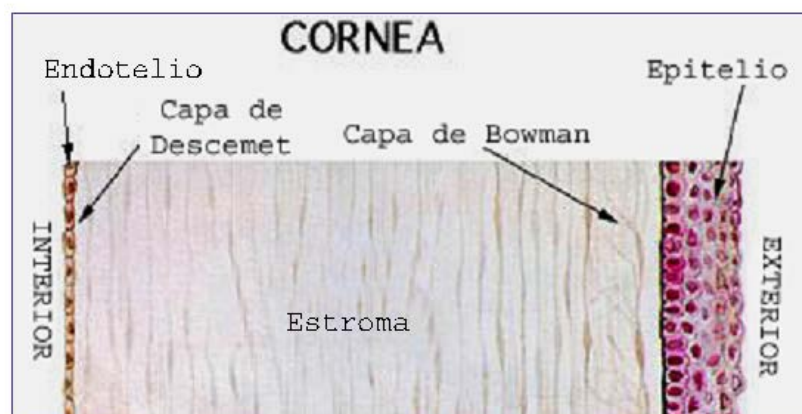 CORNEA
Endotelio
Epitelio
Capa de
Descemet
Capa de Bowman
INTERIOR
Estroma
EXTERIOR